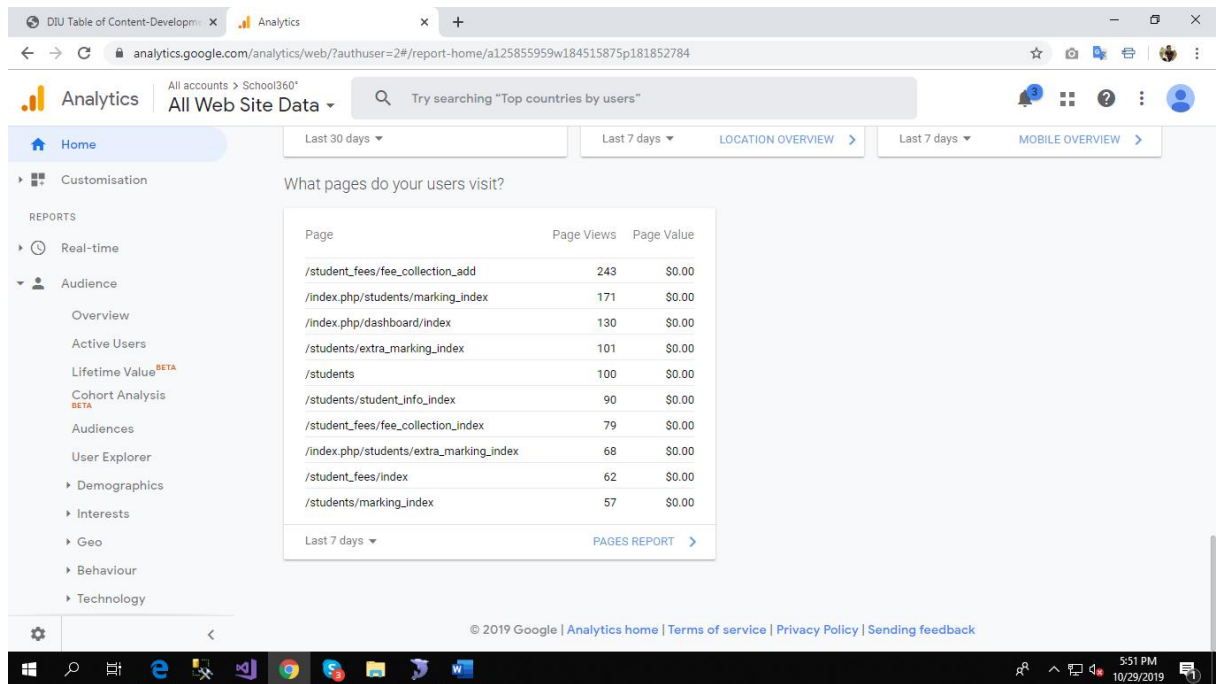 DIU Table of Content-Developme
Analytics
analytics.google.com/analytics/web/?authuser=2#/report-home/a125855959w184515875p181852784
Analytics
All accounts > School360°
All Web Site Data
Try searching "Top countries by users"
3
Home
Customisation
REPORTS
Real-time
Audience
Overview
Active Users
Lifetime Value BETA
Cohort Analysis
BETA
Audiences
User Explorer
Demographics
Interests
Geo
Behaviour
Technology
Last 30 days
Last 7 days LOCATION OVERVIEW
Last 7 days MOBILE OVERVIEW
What pages do your users visit?
Page Page Views Page Value
/student_fees/fee_collection_add 243 $0.00
/index.php/students/marking_index 171 $0.00
/index.php/dashboard/index 130 $0.00
/students/extra_marking_index 101 $0.00
/students 100 $0.00
/students/student_info_index 90 $0.00
/student_fees/fee_collection_index 79 $0.00
/index.php/students/extra_marking_index 68 $0.00
/student_fees/index 62 $0.00
/students/marking_index 57 $0.00
Last 7 days PAGES REPORT
© 2019 Google | Analytics home | Terms of service | Privacy Policy | Sending feedback
5:51 PM
10/29/2019